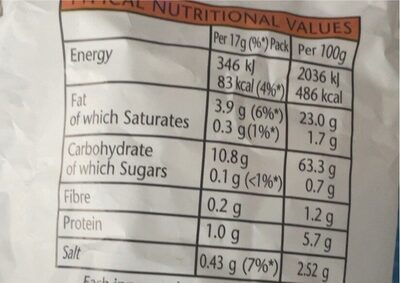 NUTRITIONAL VALUES
Per 17g (%*) Pack Per 100g
Energy 346 kJ 2036 kJ
83 kcal (4%*) 486 kcal
Fat 3.9 g (6%*) 23.0 g
of which Saturates 0.3 g(1%*) 1.7 g
Carbohydrate 10.8g 63.3 g
of which Sugars 0.1 g (<1%*) 0.7 g
Fibre 0.2 g 1.2 g
Protein 1.0 g 5.7 g
Salt 0.43 g (7%*) 2.52 g